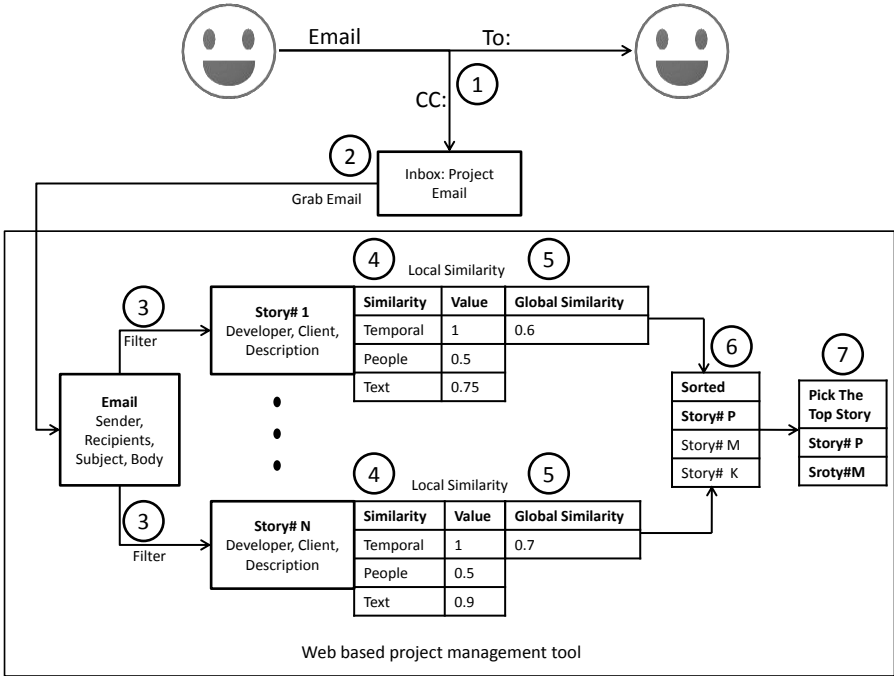 Email To:
1
CC:
2
Inbox: Project
Email
Grab Email
4 5
Local Similarity
3
Filter
Story# 1
Developer, Client,
Description
Similarity Value Global Similarity
Temporal 1 0.6
People 0.5
Text 0.75
6
7
Sorted
Story# P
Story# M
Story# K
Pick The
Top Story
Story# P
Sroty#M
Email
Sender,
Recipients,
Subject, Body
4 5
Local Similarity
3
Filter
Story# N
Developer, Client,
Description
Similarity Value Global Similarity
Temporal 1 0.7
People 0.5
Text 0.9
Web based project management tool